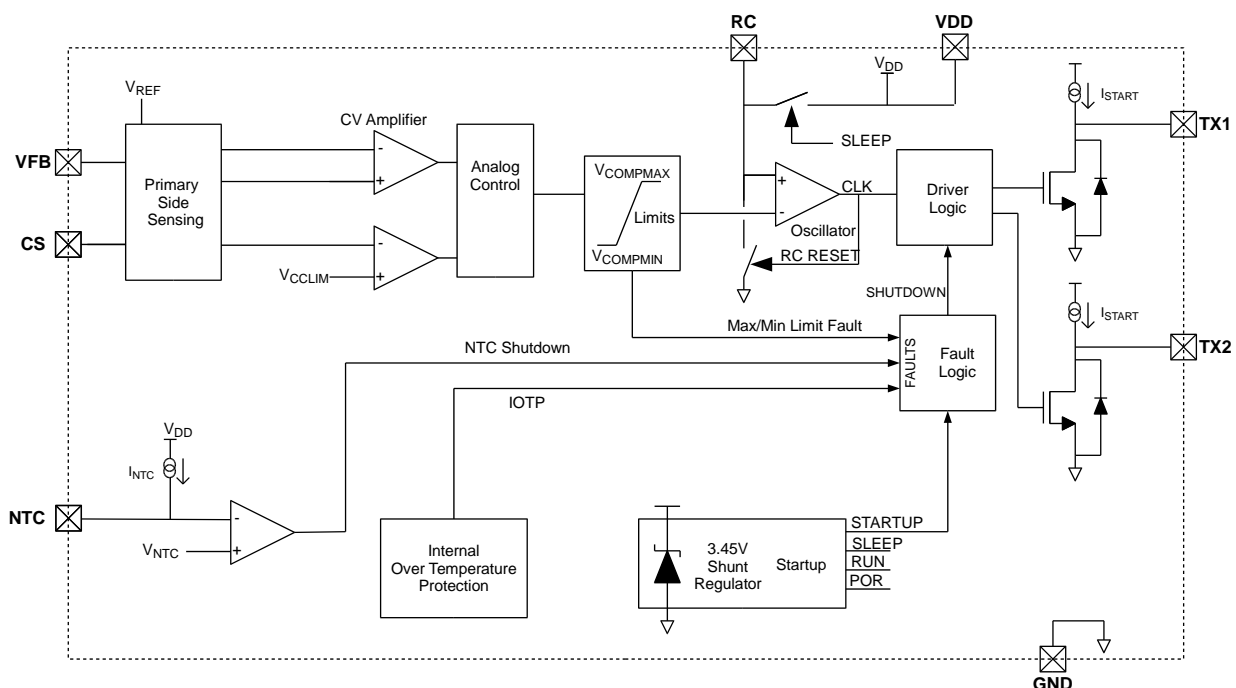 RC
VDD
VREF
VDD
ISTART
CV Amplifier
TX1
VFB
-
+
SLEEP
Primary
Side
Sensing
Analog
Control
VCOMPMAX
Limits
VCOMPMIN
+
-
CLK
Oscillator
Driver
Logic
CS
-
+
VCCLIM
RC RESET
SHUTDOWN
ISTART
Max/Min Limit Fault
NTC Shutdown
IOTP
FAULTS
Fault
Logic
TX2
VDD
INTC
NTC
-
+
VNTC
Internal
Over Temperature
Protection
3.45V
Shunt
Regulator
Startup
STARTUP
SLEEP
RUN
POR
GND